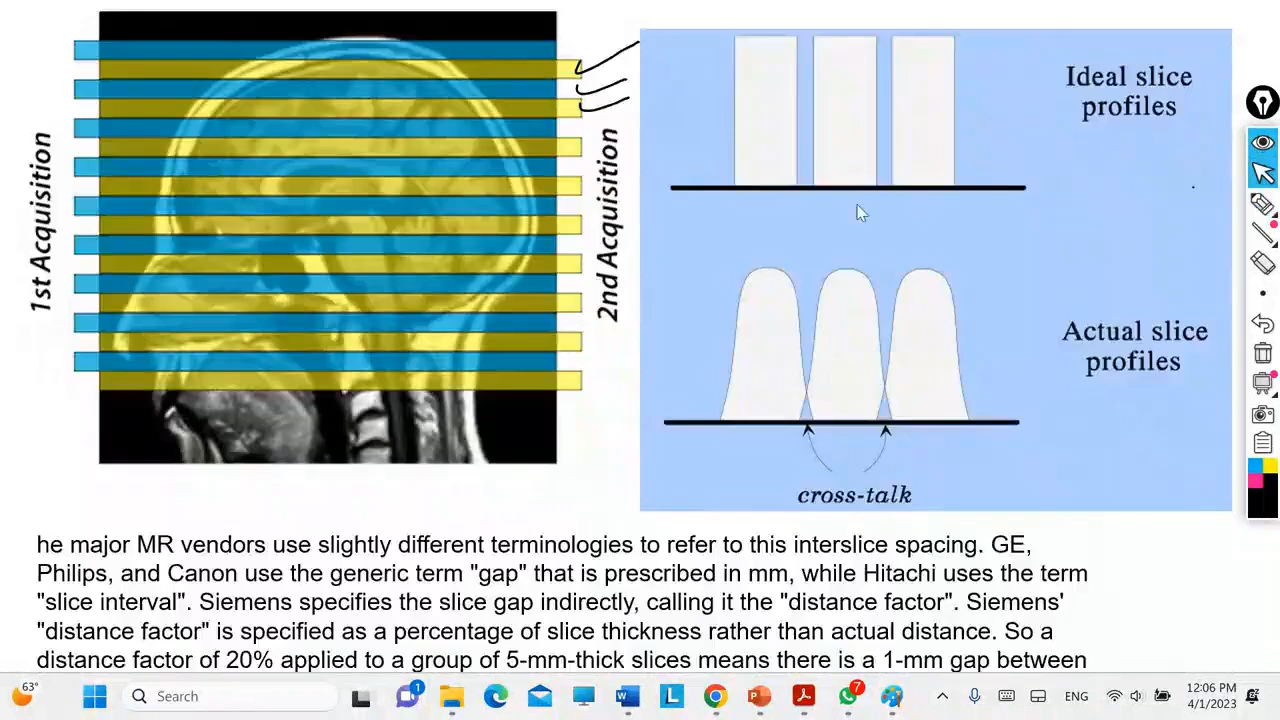 1st Acquisition
2nd Acquisition
Ideal slice
profiles
Actual slice
profiles
cross-talk
he major MR vendors use slightly different terminologies to refer to this interslice spacing. GE,
Philips, and Canon use the generic term "gap" that is prescribed in mm, while Hitachi uses the term
"slice interval". Siemens specifies the slice gap indirectly, calling it the "distance factor". Siemens'
"distance factor" is specified as a percentage of slice thickness rather than actual distance. So a
distance factor of 20% applied to a group of 5-mm-thick slices means there is a 1-mm gap between
63°
Search
1
W
L
P
7
ENG
12:06 PM
4/1/2023